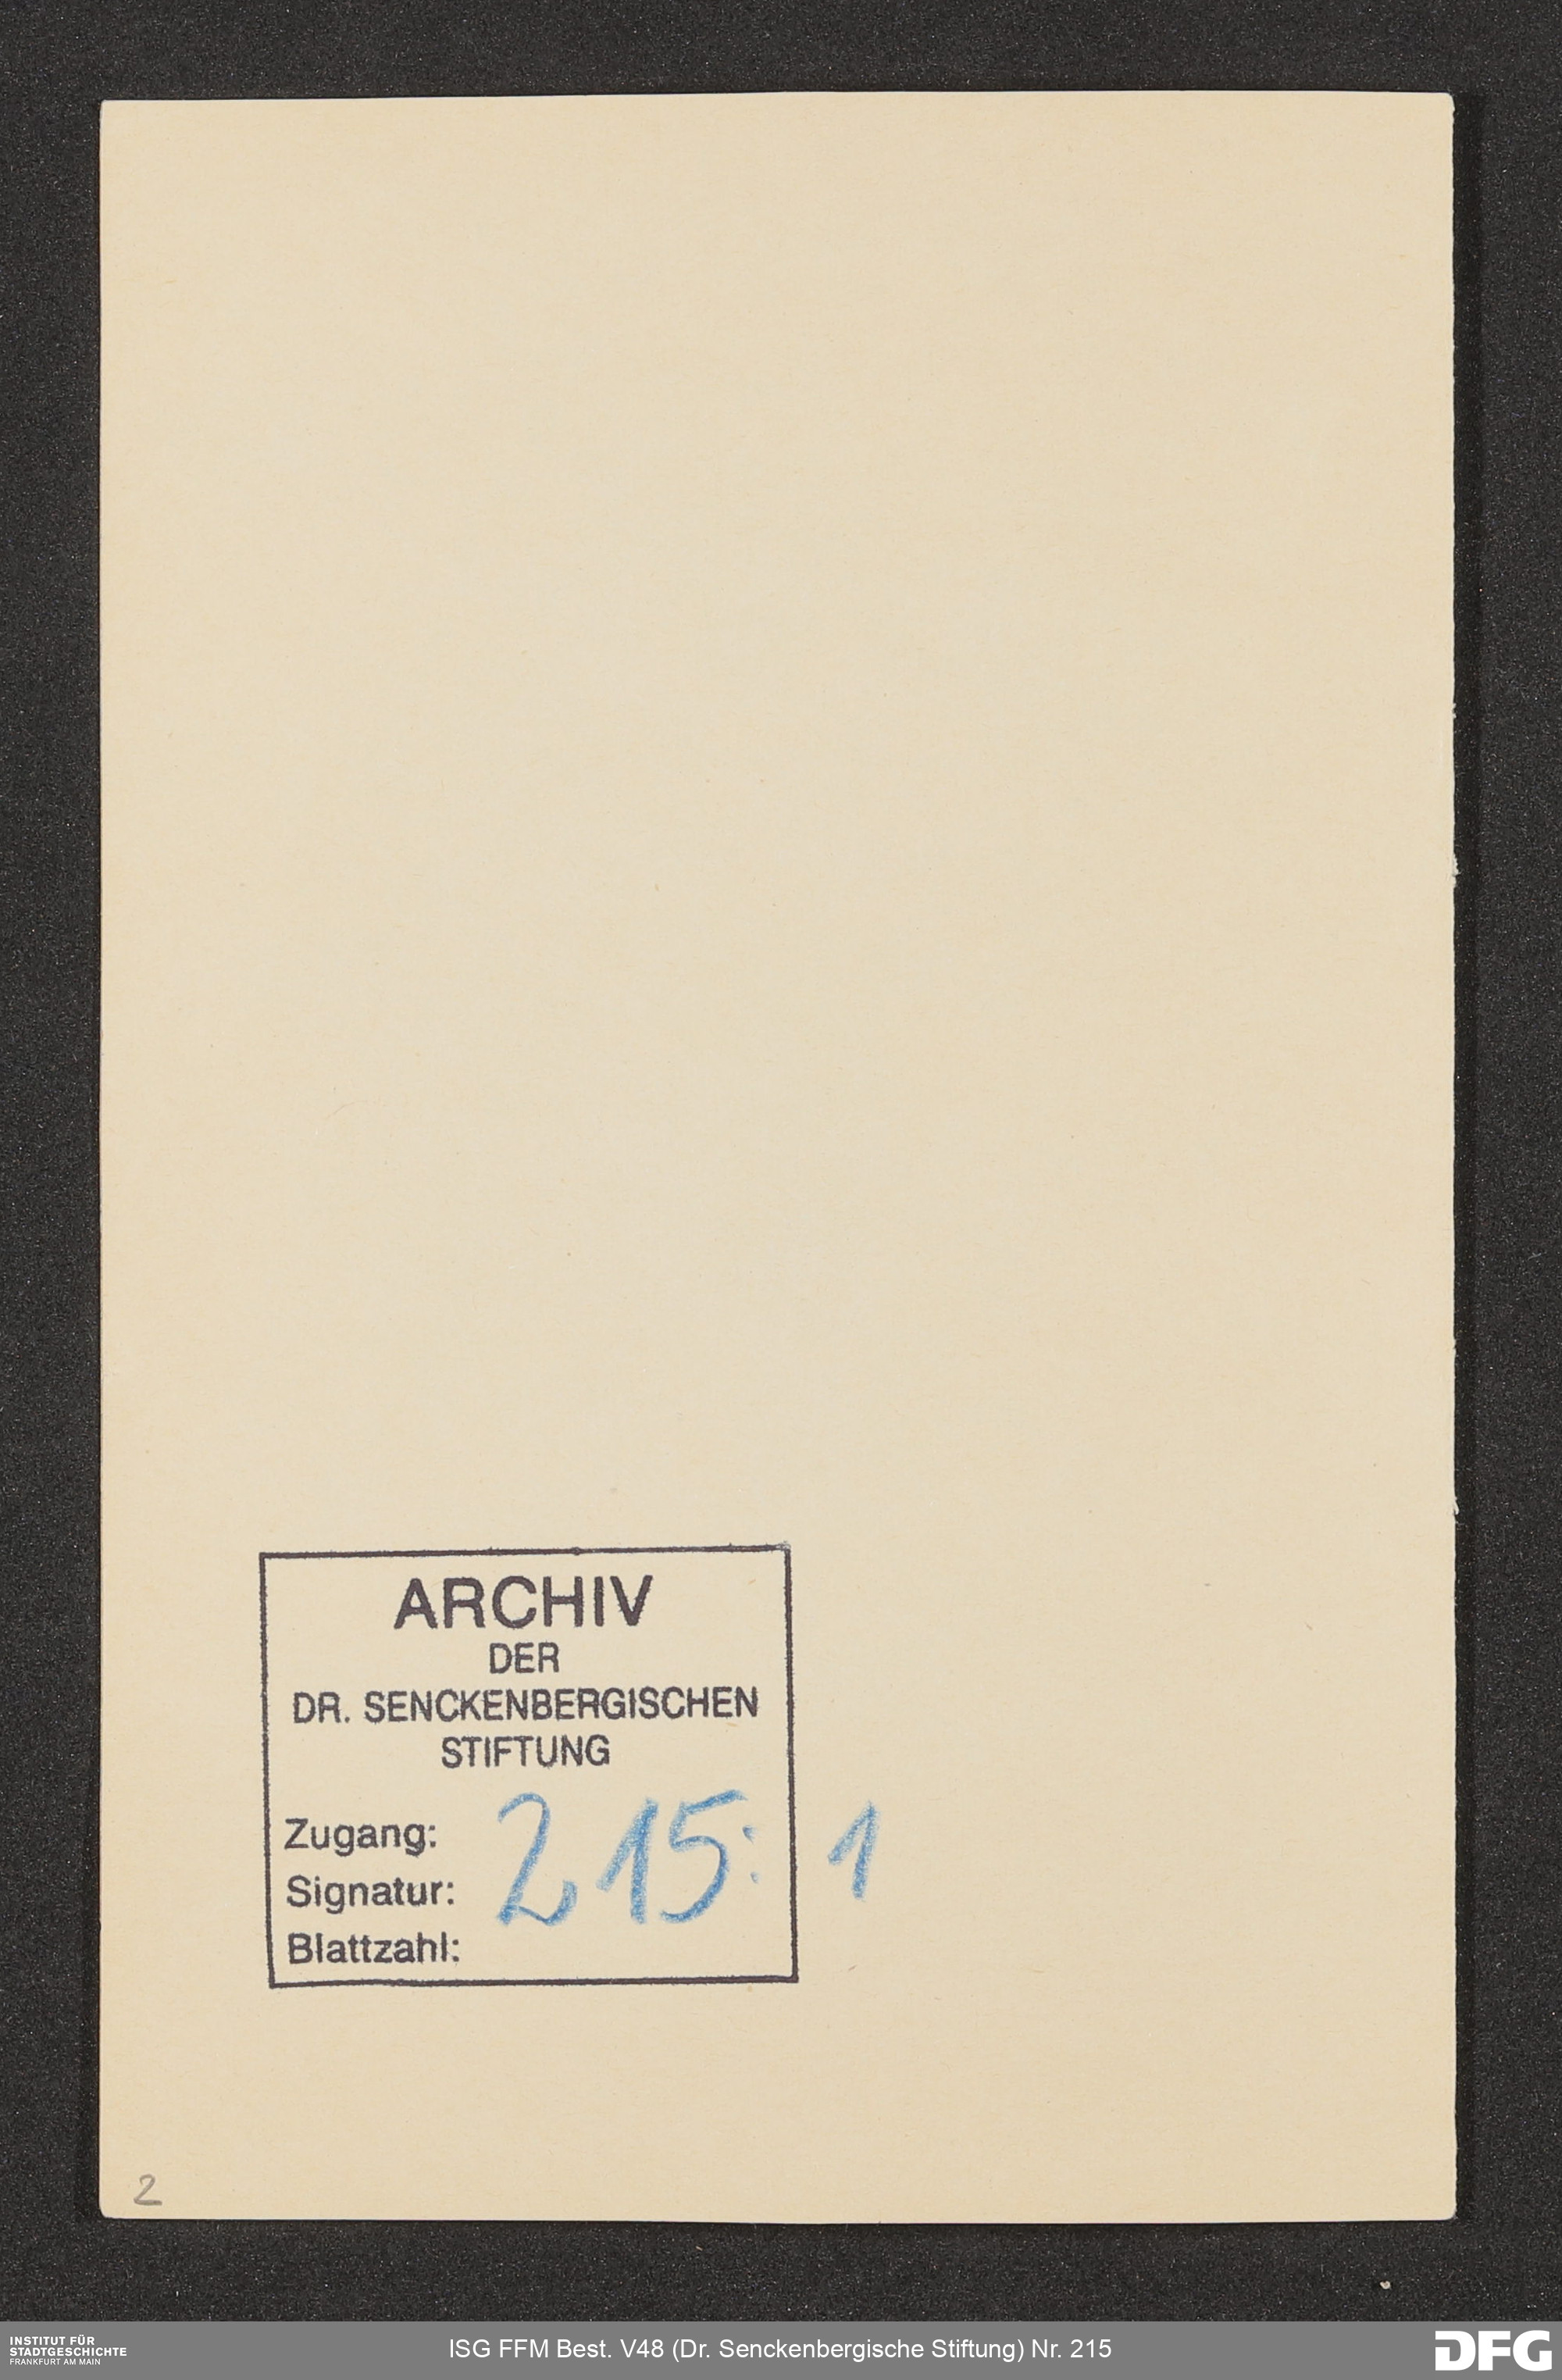 ARCHIV
DER
DR. SENCKENBERGISCHEN
STIFTUNG
Zugang:
Signatur: 215: 1
Blattzahl:
2
INSTITUT FÜR
STADTGESCHICHTE
FRANKFURT AM MAIN
ISG FFM Best. V48 (Dr. Senckenbergische Stiftung) Nr. 215
DFG